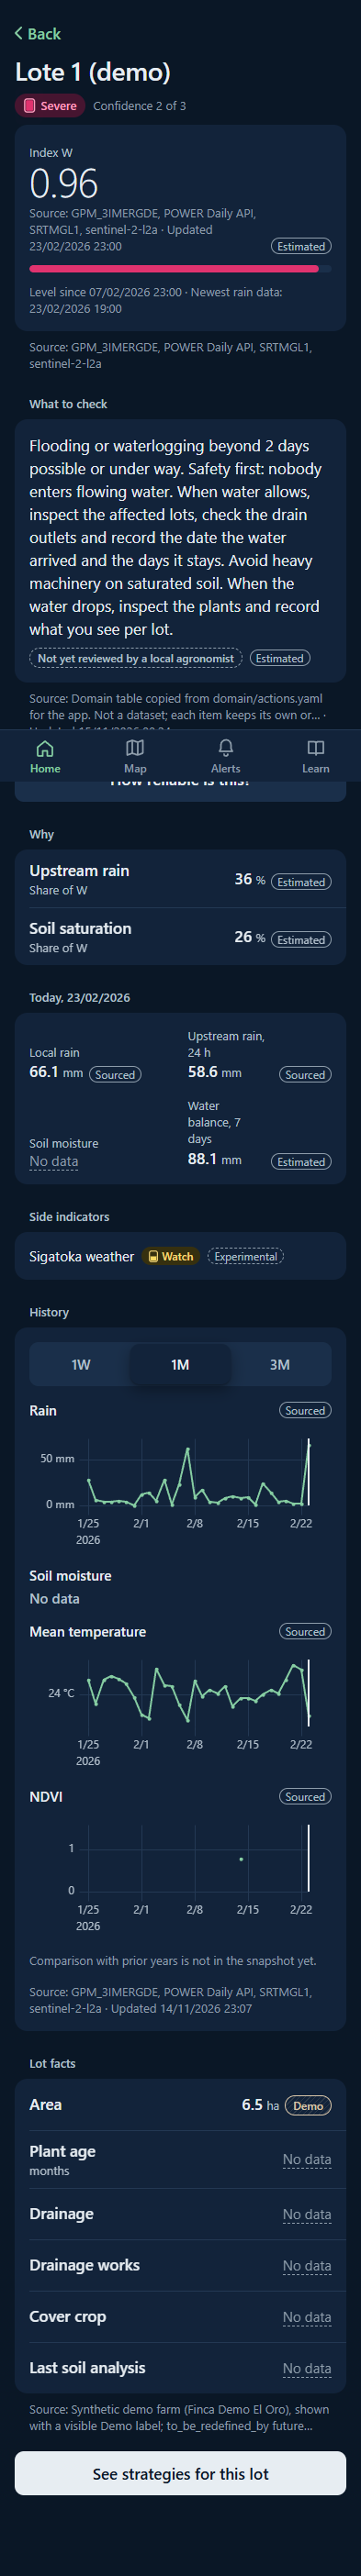 Back
Lote 1 (demo)
Severe Confidence 2 of 3
Index W
0.96
Source: GPM_3IMERGDE, POWER Daily API,
SRTMGL1, sentinel-2-l2a · Updated
23/02/2026 23:00 Estimated
Level since 07/02/2026 23:00 · Newest rain data:
23/02/2026 19:00
Source: GPM_3IMERGDE, POWER Daily API, SRTMGL1,
sentinel-2-l2a
What to check
Flooding or waterlogging beyond 2 days
possible or under way. Safety first: nobody
enters flowing water. When water allows,
inspect the affected lots, check the drain
outlets and record the date the water
arrived and the days it stays. Avoid heavy
machinery on saturated soil. When the
water drops, inspect the plants and record
what you see per lot.
Not yet reviewed by a local agronomist Estimated
Source: Domain table copied from domain/actions.yaml
for the app. Not a dataset; each item keeps its own or… ·
Home Map Alerts Learn
Why
Upstream rain
Share of W
36 % Estimated
Soil saturation
Share of W
26 % Estimated
Today, 23/02/2026
Local rain
66.1 mm Sourced
Upstream rain,
24 h
58.6 mm Sourced
Soil moisture
No data
Water
balance, 7
days
88.1 mm Estimated
Side indicators
Sigatoka weather Watch Experimental
History
1W 1M 3M
Rain Sourced
50 mm
0 mm
1/25 2/1 2/8 2/15 2/22
2026
Soil moisture
No data
Mean temperature Sourced
24 °C
1/25 2/1 2/8 2/15 2/22
2026
NDVI Sourced
1
0
1/25 2/1 2/8 2/15 2/22
2026
Comparison with prior years is not in the snapshot yet.
Source: GPM_3IMERGDE, POWER Daily API, SRTMGL1,
sentinel-2-l2a · Updated 14/11/2026 23:07
Lot facts
Area 6.5 ha Demo
Plant age
months
No data
Drainage No data
Drainage works No data
Cover crop No data
Last soil analysis No data
Source: Synthetic demo farm (Finca Demo El Oro), shown
with a visible Demo label; to_be_redefined_by future…
See strategies for this lot